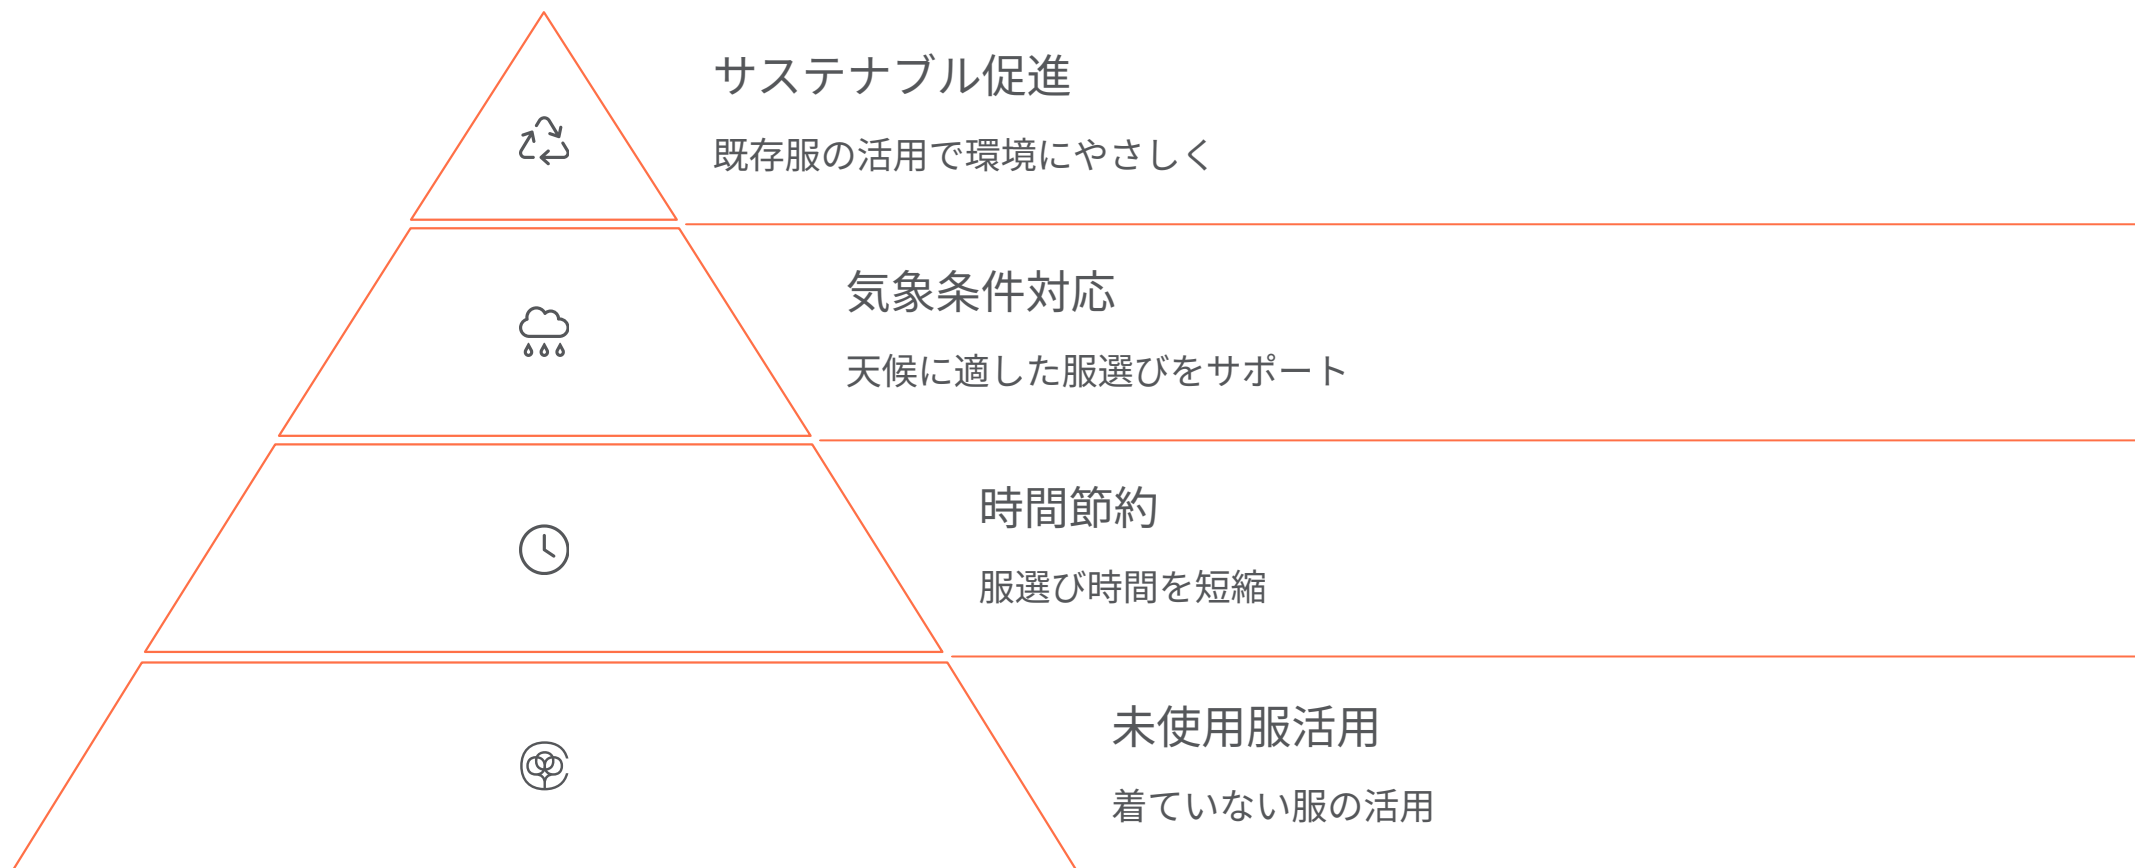 サステナブル促進
既存服の活用で環境にやさしく
気象条件対応
天候に適した服選びをサポート
時間節約
服選び時間を短縮
未使用服活用
着ていない服の活用